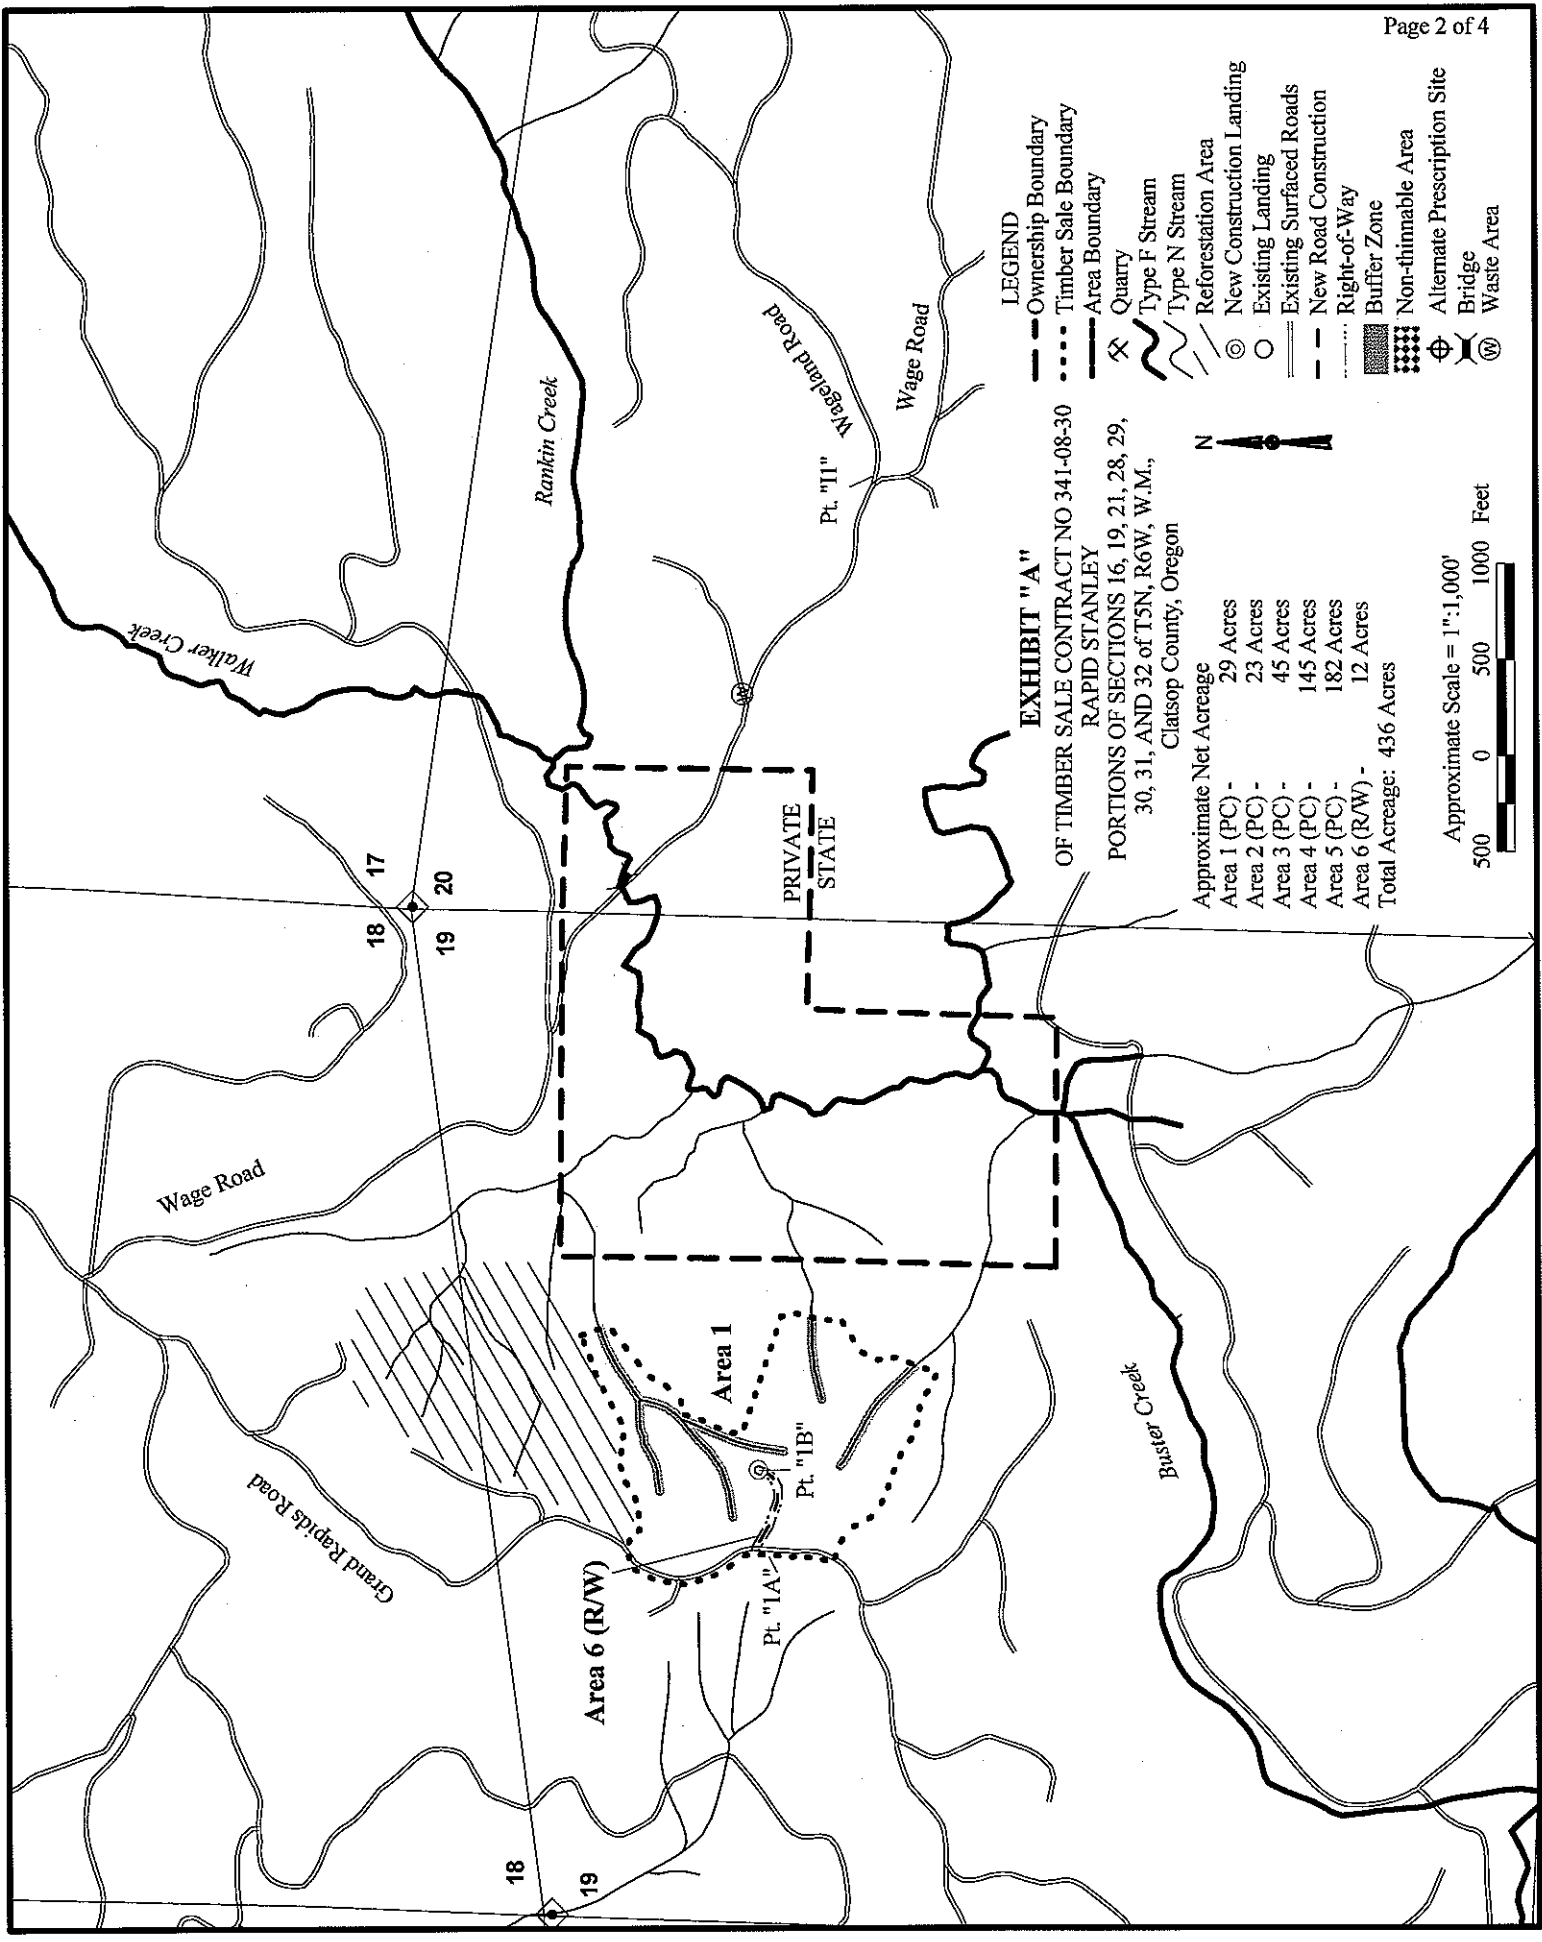 Page 2 of 4
LEGEND
Ownership Boundary
Timber Sale Boundary
Area Boundary
Quarry
Type F Stream
Type N Stream
Reforestation Area
New Construction Landing
Existing Landing
Existing Surfaced Roads
New Road Construction
Right-of-Way
Buffer Zone
Non-thinnable Area
Alternate Prescription Site
Bridge
W Waste Area
EXHIBIT "A"
OF TIMBER SALE CONTRACT NO 341-08-30
RAPID STANLEY
PORTIONS OF SECTIONS 16, 19, 21, 28, 29,
30, 31, AND 32 of T5N, R6W, W.M.,
Clatsop County, Oregon
N
Approximate Net Acreage
Area 1 (PC) - 29 Acres
Area 2 (PC) - 23 Acres
Area 3 (PC) - 45 Acres
Area 4 (PC) - 145 Acres
Area 5 (PC) - 182 Acres
Area 6 (R/W) - 12 Acres
Total Acreage: 436 Acres
Approximate Scale = 1":1,000'
500 0 500 1000 Feet
Rankin Creek
Walker Creek
Wageland Road
Wage Road
Pt. "I1"
W
17
18
20
19
PRIVATE
STATE
Wage Road
Grand Rapids Road
Area 1
Pt. "1B"
Area 6 (R/W)
Pt. "1A"
Buster Creek
18
19